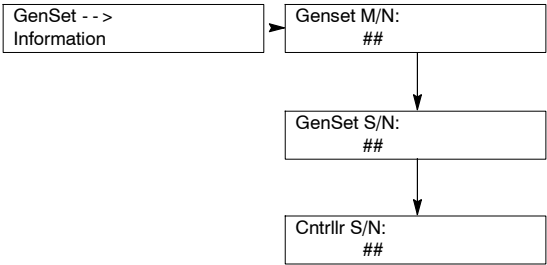 GenSet - - >
Information
Genset M/N:
##
GenSet S/N:
##
Cntrllr S/N:
##